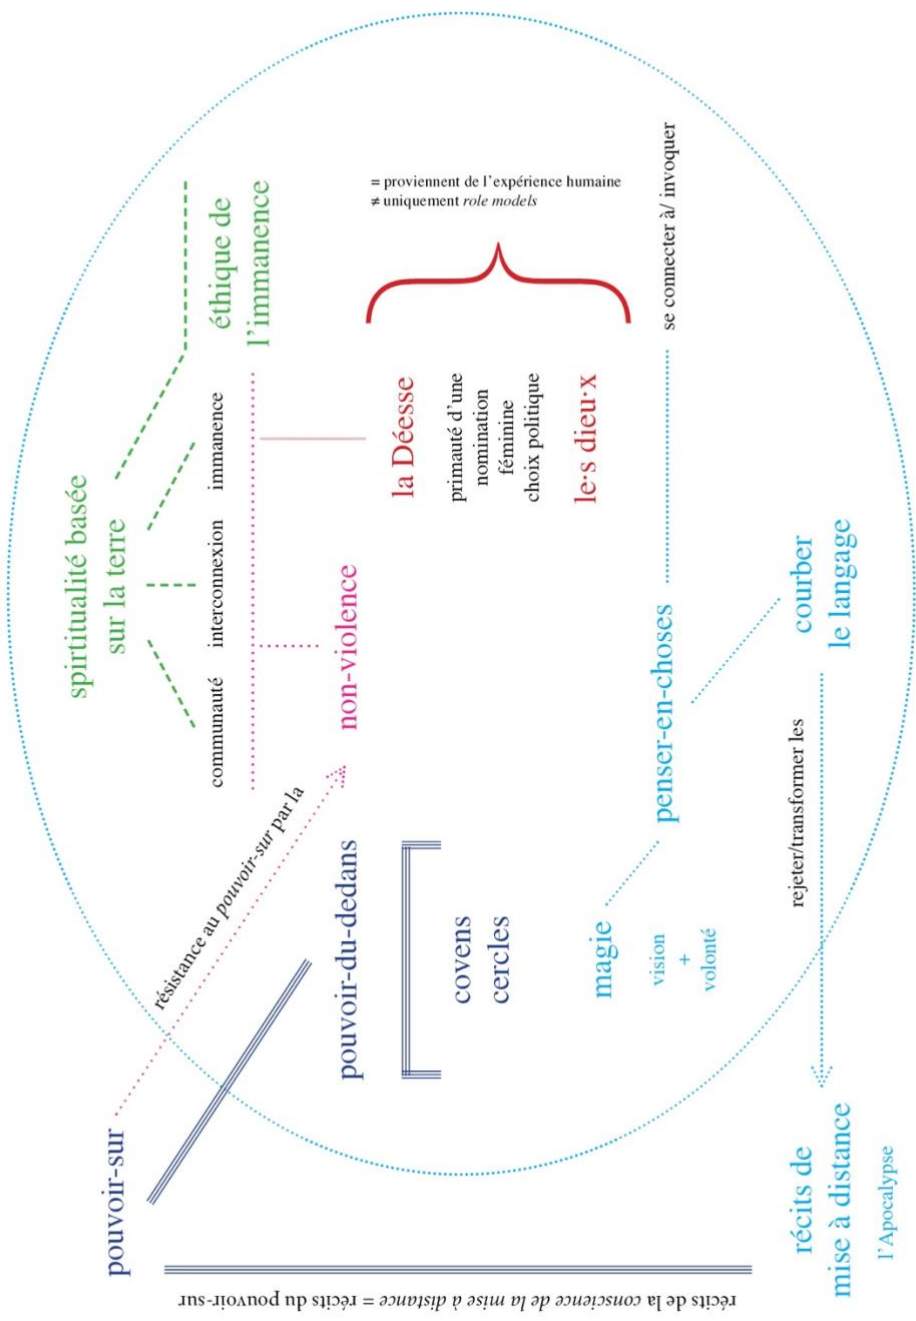 spirtitualité basée
sur la terre
communauté
interconnexion
immanence
éthique de
l'immanence
pouvoir-sur
résistance au pouvoir-sur par la
non-violence
pouvoir-du-dedans
covens
cercles
la Déesse
primauté d'une
nomination
féminine
choix politique
le·s dieu·x
= proviennent de l'expérience humaine
≠ uniquement role models
magie
vision
+
volonté
penser-en-choses
se connecter à/ invoquer
courber
le langage
rejeter/transformer les
récits de
mise à distance
l'Apocalypse
récits de la conscience de la mise à distance = récits du pouvoir-sur